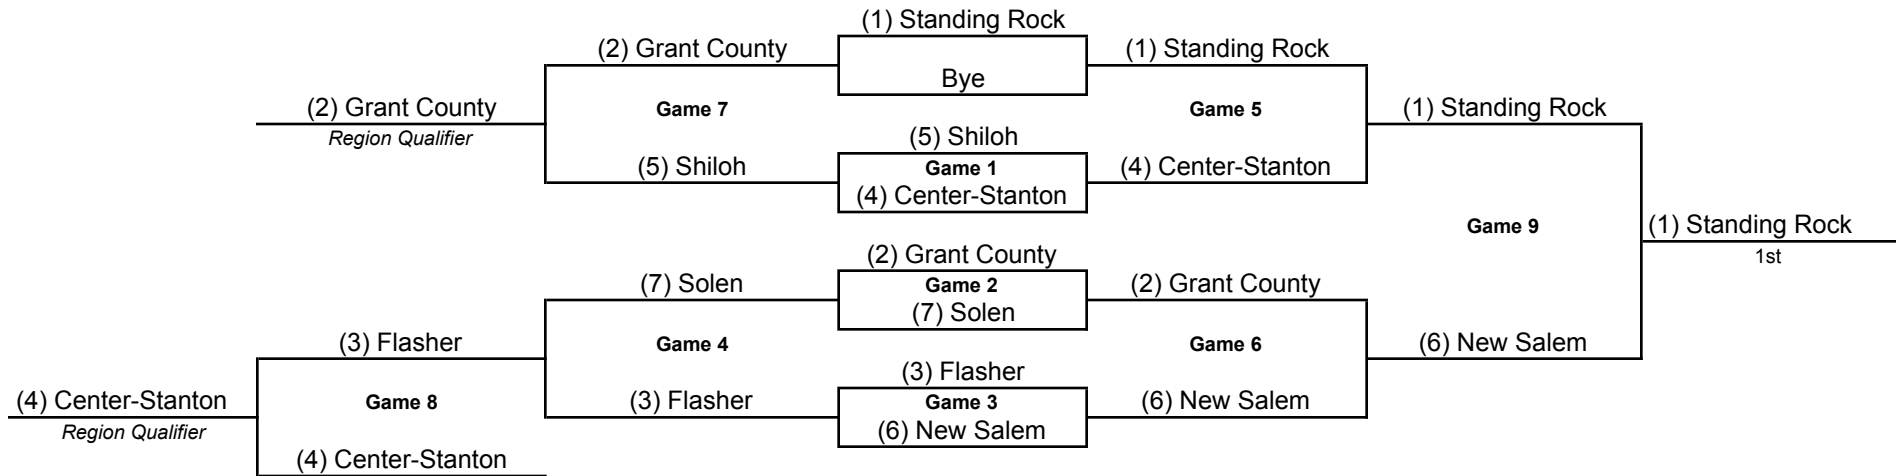 (1) Standing Rock
(2) Grant County
(1) Standing Rock
Bye
(2) Grant County
Game 7
Game 5
(1) Standing Rock
Region Qualifier
(5) Shiloh
(5) Shiloh
Game 1
(4) Center-Stanton
(4) Center-Stanton
Game 9
(1) Standing Rock
1st
(2) Grant County
(7) Solen
Game 2
(2) Grant County
(7) Solen
(3) Flasher
Game 4
Game 6
(6) New Salem
(3) Flasher
(4) Center-Stanton
Game 8
(3) Flasher
Game 3
(6) New Salem
Region Qualifier
(6) New Salem
(4) Center-Stanton